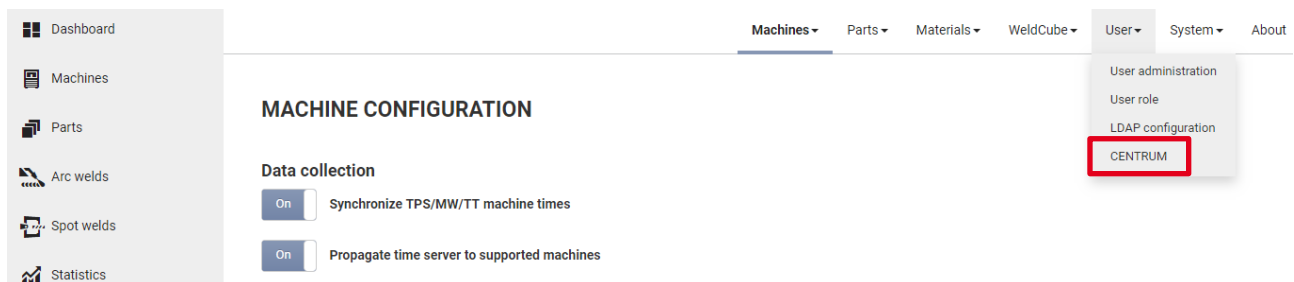 Dashboard
Machines
Parts
Arc welds
Spot welds
Statistics
Machines Parts Materials WeldCube User System About
User administration
User role
LDAP configuration
CENTRUM
MACHINE CONFIGURATION
Data collection
On Synchronize TPS/MW/TT machine times
On Propagate time server to supported machines